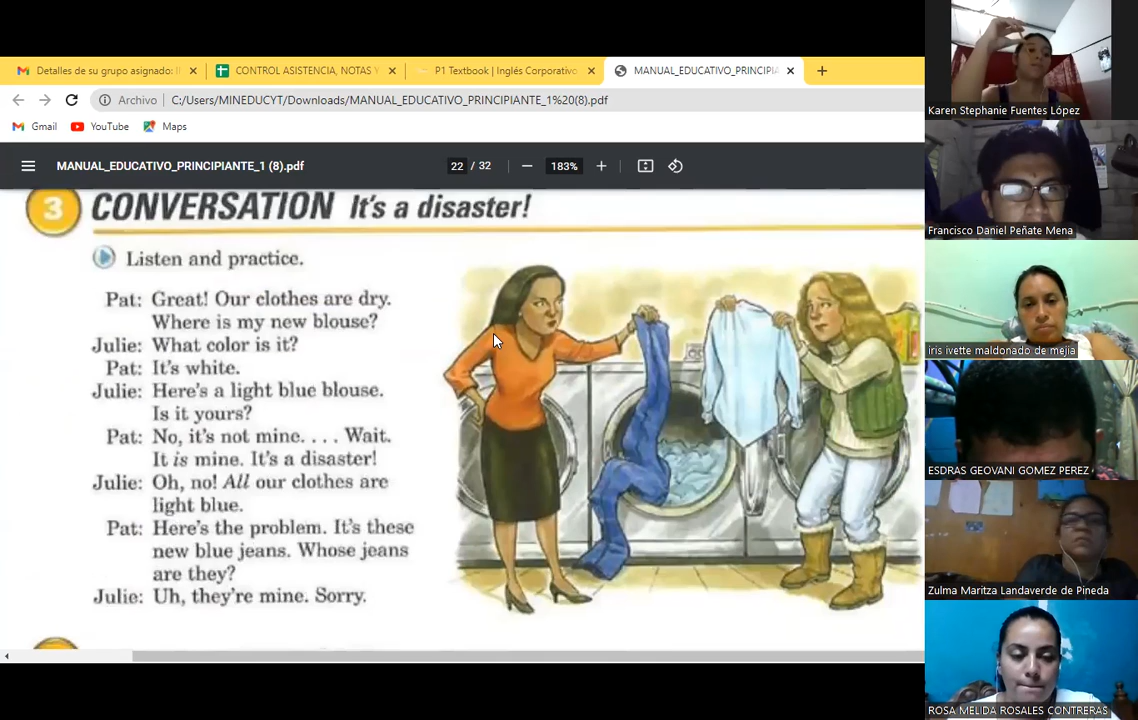 Detalles de su grupo asignado: I
CONTROL ASISTENCIA, NOTAS Y
P1 Textbook | Inglés Corporativo
MANUAL_EDUCATIVO_PRINCIPIA
Archivo
C:/Users/MINEDUCYT/Downloads/MANUAL_EDUCATIVO_PRINCIPIANTE_1%20(8).pdf
Gmail
YouTube
Maps
MANUAL_EDUCATIVO_PRINCIPIANTE_1 (8).pdf
22 / 32
183%
3 CONVERSATION It's a disaster!
Listen and practice.
Pat: Great! Our clothes are dry.
Where is my new blouse?
Julie: What color is it?
Pat: It's white.
Julie: Here's a light blue blouse.
Is it yours?
Pat: No, it's not mine. . . . Wait.
It is mine. It's a disaster!
Julie: Oh, no! All our clothes are
light blue.
Pat: Here's the problem. It's these
new blue jeans. Whose jeans
are they?
Julie: Uh, they're mine. Sorry.
Karen Stephanie Fuentes López
Francisco Daniel Peñate Mena
iris ivette maldonado de mejia
ESDRAS GEOVANI GOMEZ PEREZ
Zulma Maritza Landaverde de Pineda
ROSA MELIDA ROSALES CONTRERAS